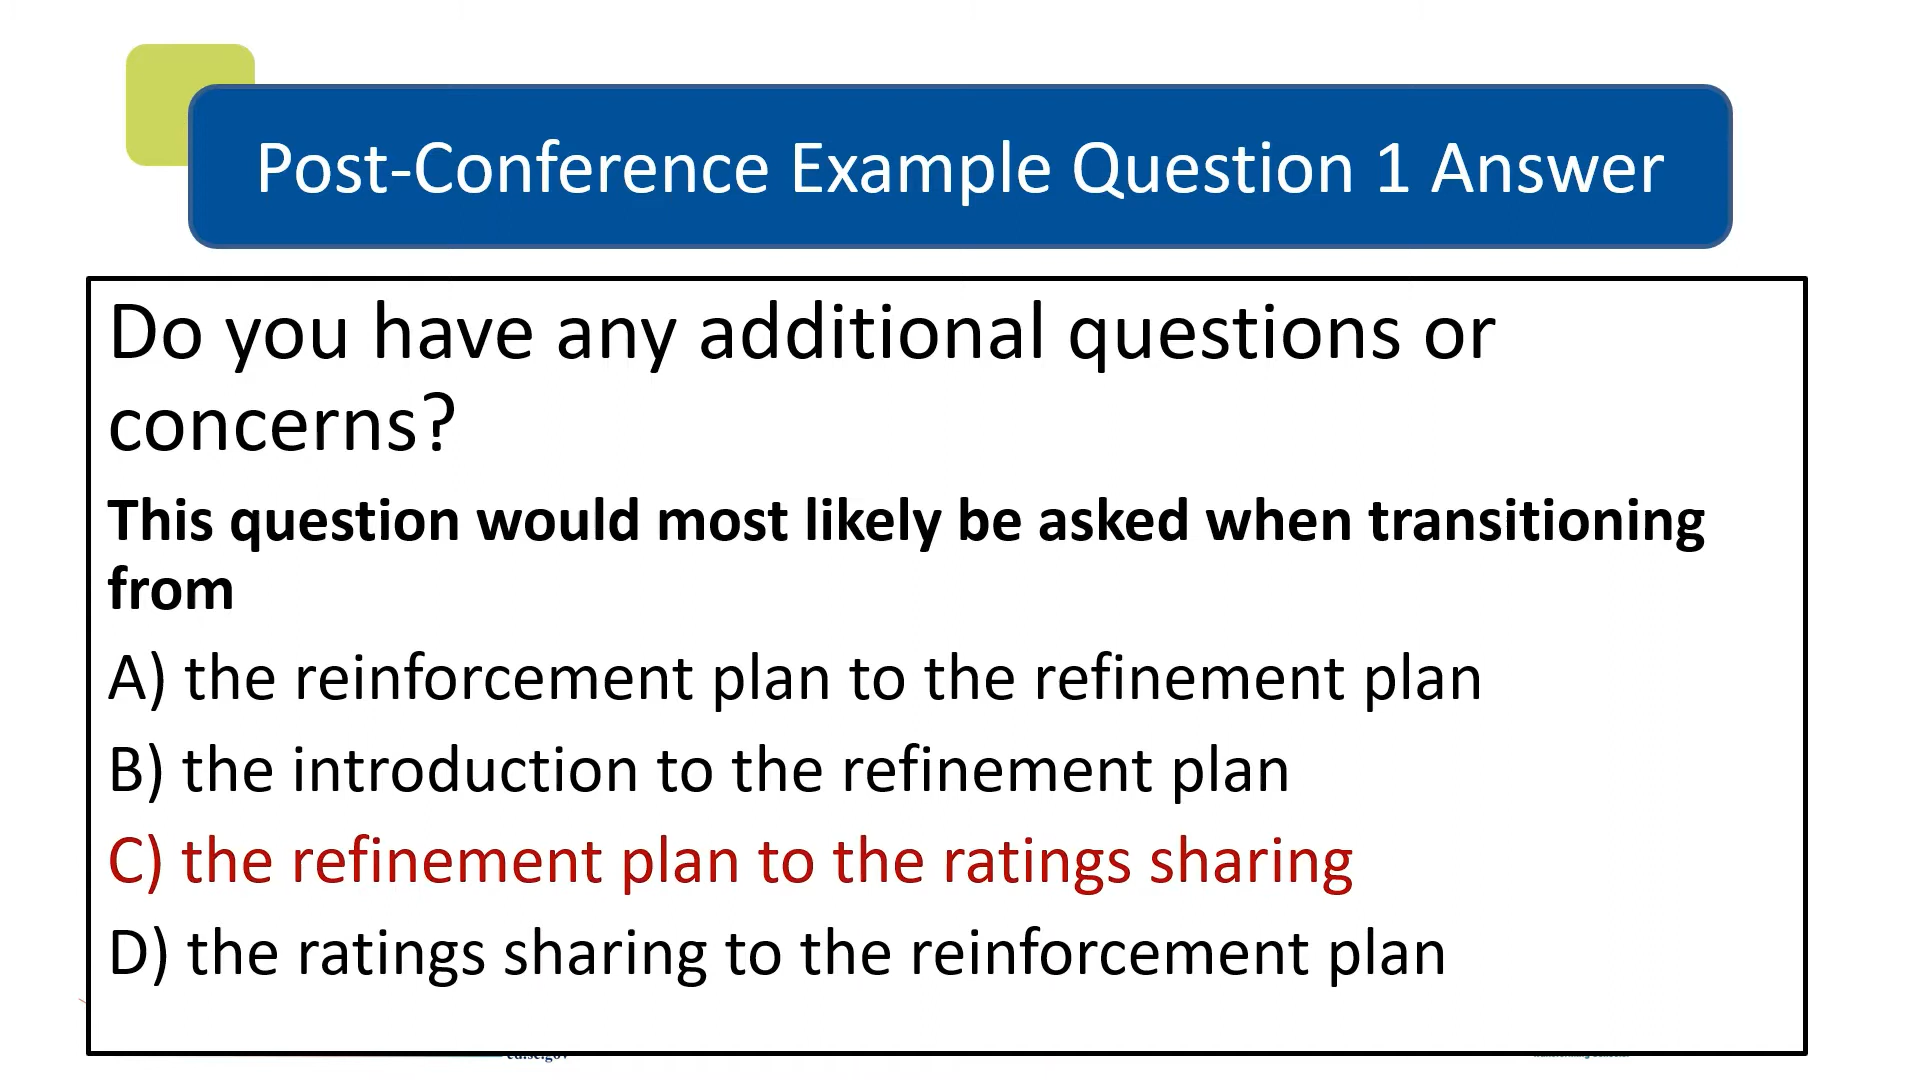 Post-Conference Example Question 1 Answer
Do you have any additional questions or
concerns?
This question would most likely be asked when transitioning
from
A) the reinforcement plan to the refinement plan
B) the introduction to the refinement plan
C) the refinement plan to the ratings sharing
D) the ratings sharing to the reinforcement plan